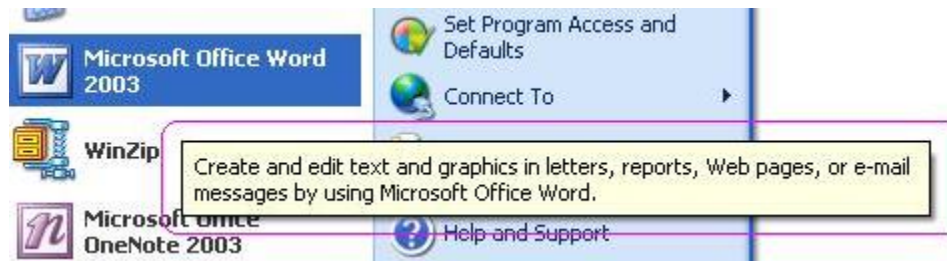 Microsoft Office Word
2003
WinZip
Microsoft Office
OneNote 2003
Set Program Access and
Defaults
Connect To
Create and edit text and graphics in letters, reports, Web pages, or e-mail
messages by using Microsoft Office Word.
Help and Support